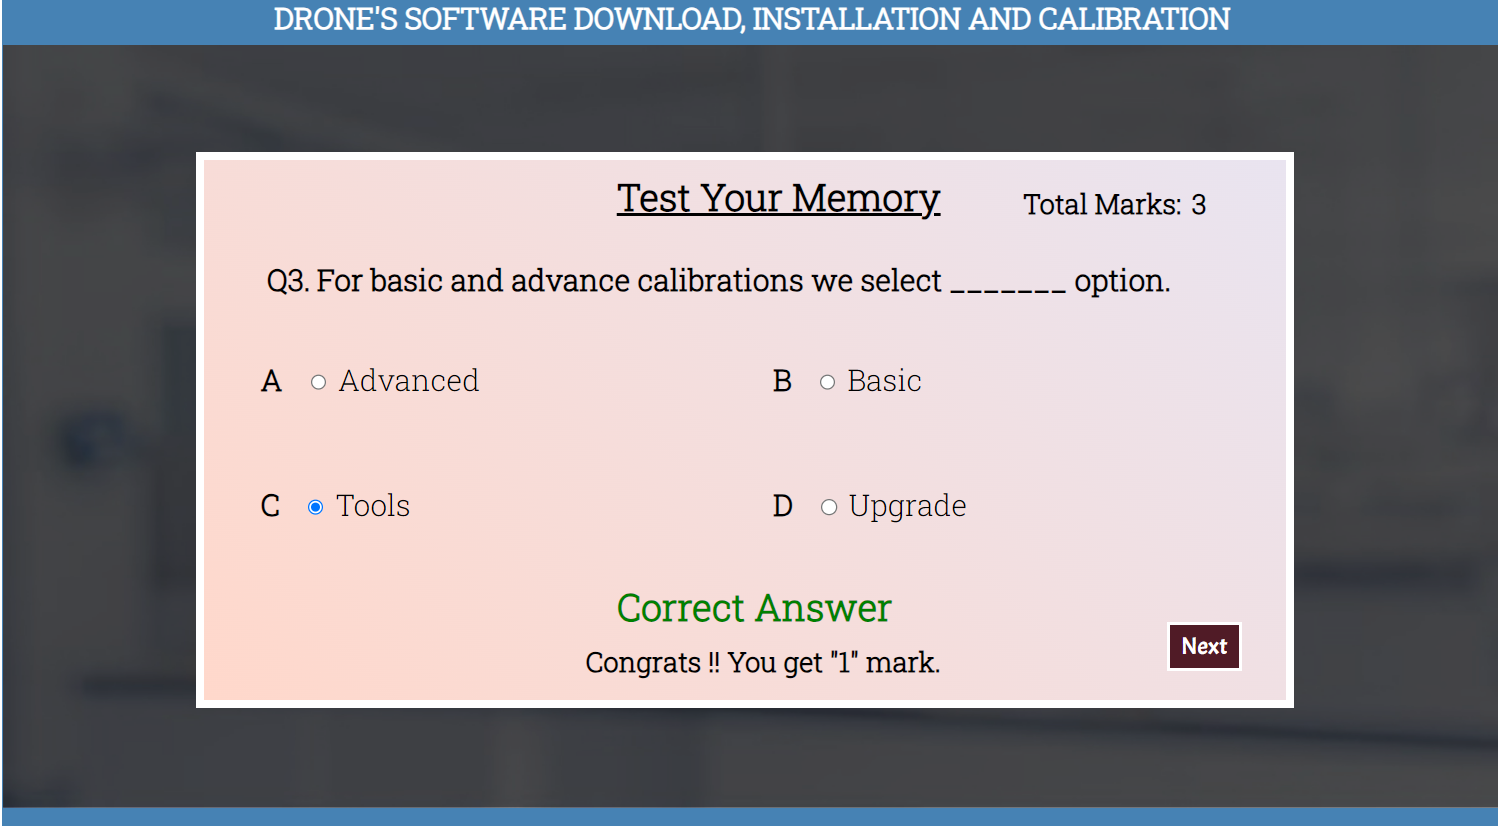 DRONE'S SOFTWARE DOWNLOAD, INSTALLATION AND CALIBRATION
Test Your Memory
Total Marks: 3
Q3. For basic and advance calibrations we select _______ option.
A Advanced
B Basic
C Tools
D Upgrade
Correct Answer
Congrats !! You get "1" mark.
Next